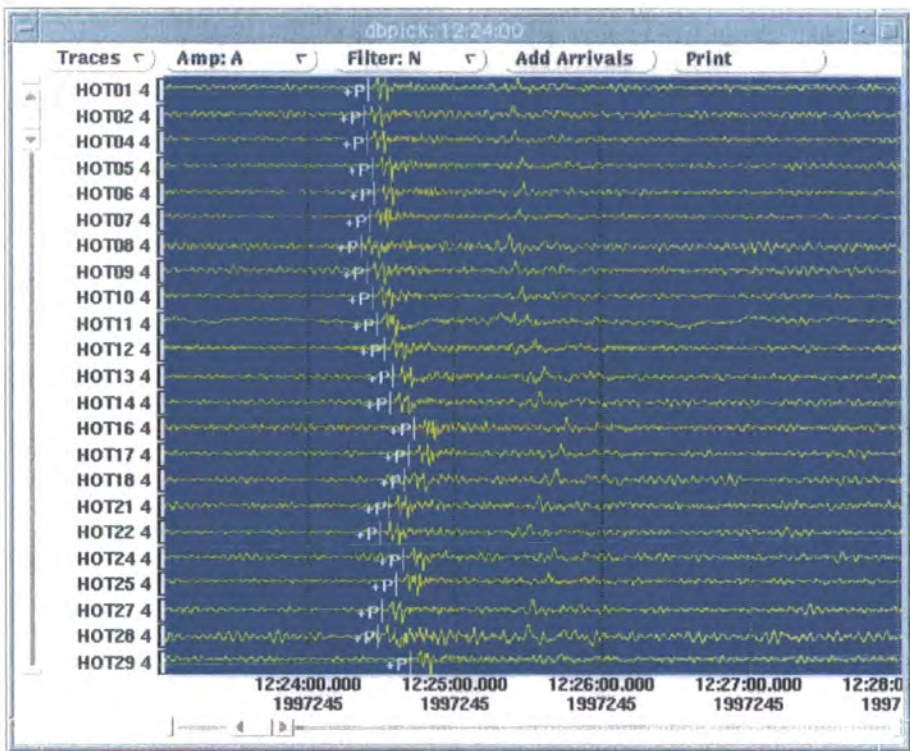 dbpick: 12:24:00
Traces Amp: A Filter: N Add Arrivals Print
HOT01 4 +P
HOT02 4 +P
HOT04 4 +P
HOT05 4 +P
HOT06 4 +P
HOT07 4 +P
HOT08 4 +P
HOT09 4 +P
HOT10 4 +P
HOT11 4 +P
HOT12 4 +P
HOT13 4 +P
HOT14 4 +P
HOT16 4 +P
HOT17 4 +P
HOT18 4 +P
HOT21 4 +P
HOT22 4 +P
HOT24 4 +P
HOT25 4 +P
HOT27 4 +P
HOT28 4 +P
HOT29 4 +P
12:24:00.000 12:25:00.000 12:26:00.000 12:27:00.000 12:28:0
1997245 1997245 1997245 1997245 1997